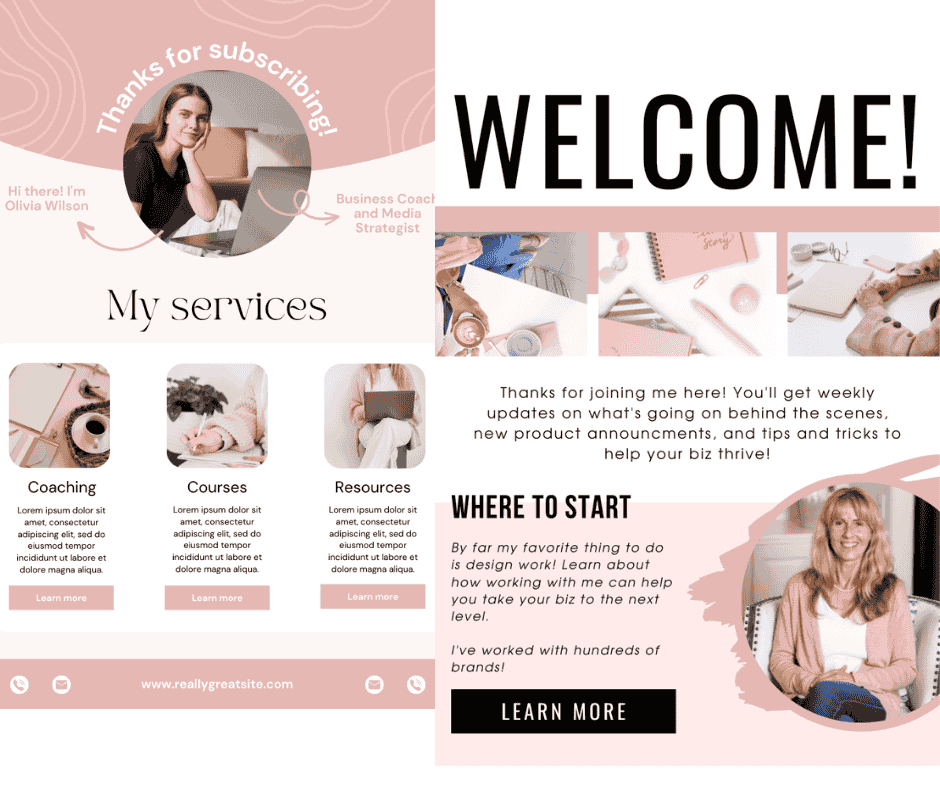 Thanks for subscribing!
Hi there! I'm
Olivia Wilson
Business Coach
and Media
Strategist
My services
Coaching
Lorem ipsum dolor sit
amet, consectetur
adipiscing elit, sed do
eiusmod tempor
incididunt ut labore et
dolore magna aliqua.
Learn more
Courses
Lorem ipsum dolor sit
amet, consectetur
adipiscing elit, sed do
eiusmod tempor
incididunt ut labore et
dolore magna aliqua.
Learn more
Resources
Lorem ipsum dolor sit
amet, consectetur
adipiscing elit, sed do
eiusmod tempor
incididunt ut labore et
dolore magna aliqua.
Learn more
www.reallygreatsite.com
WELCOME!
Thanks for joining me here! You'll get weekly
updates on what's going on behind the scenes,
new product announcments, and tips and tricks to
help your biz thrive!
WHERE TO START
By far my favorite thing to do
is design work! Learn about
how working with me can help
you take your biz to the next
level.
I've worked with hundreds of
brands!
LEARN MORE